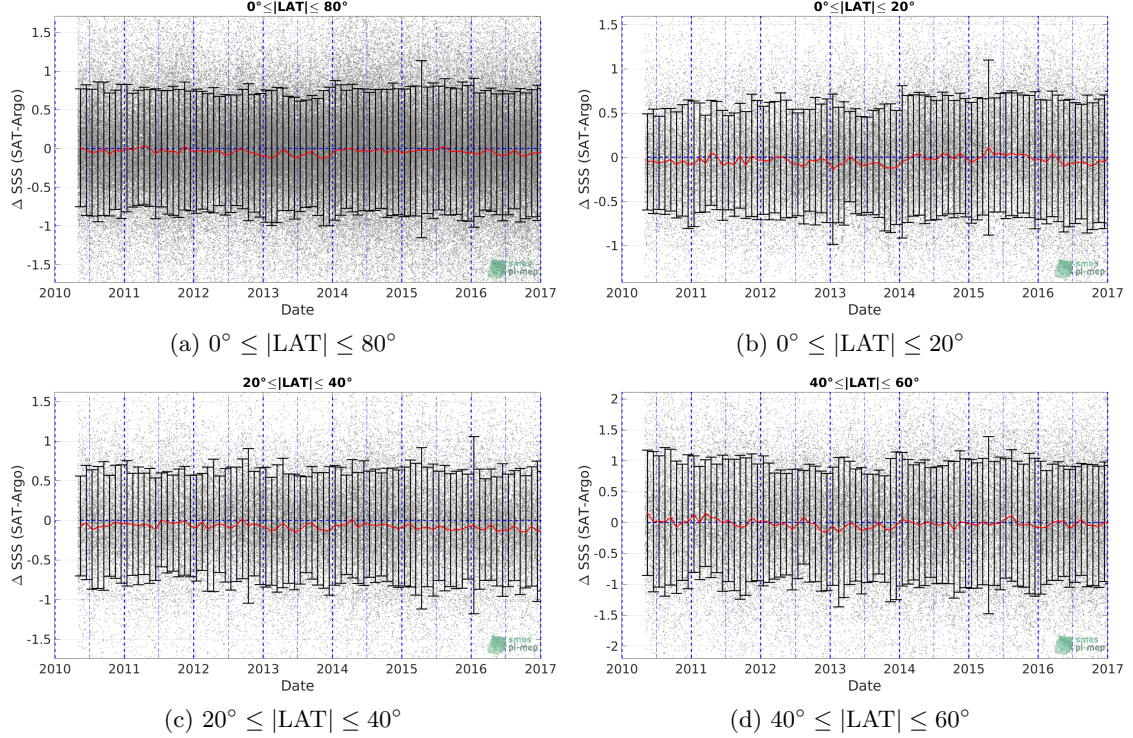 0°≤|LAT|≤ 80°
1.5
1
0.5
0
-0.5
-1
-1.5
Δ SSS (SAT-Argo)
2010 2011 2012 2013 2014 2015 2016 2017
Date
smos
pi-mep
(a) 0° ≤ |LAT| ≤ 80°
0°≤|LAT|≤ 20°
1.5
1
0.5
0
-0.5
-1
Δ SSS (SAT-Argo)
2010 2011 2012 2013 2014 2015 2016 2017
Date
smos
pi-mep
(b) 0° ≤ |LAT| ≤ 20°
20°≤|LAT|≤ 40°
1.5
1
0.5
0
-0.5
-1
-1.5
Δ SSS (SAT-Argo)
2010 2011 2012 2013 2014 2015 2016 2017
Date
smos
pi-mep
(c) 20° ≤ |LAT| ≤ 40°
40°≤|LAT|≤ 60°
2
1.5
1
0.5
0
-0.5
-1
-1.5
-2
Δ SSS (SAT-Argo)
2010 2011 2012 2013 2014 2015 2016 2017
Date
smos
pi-mep
(d) 40° ≤ |LAT| ≤ 60°